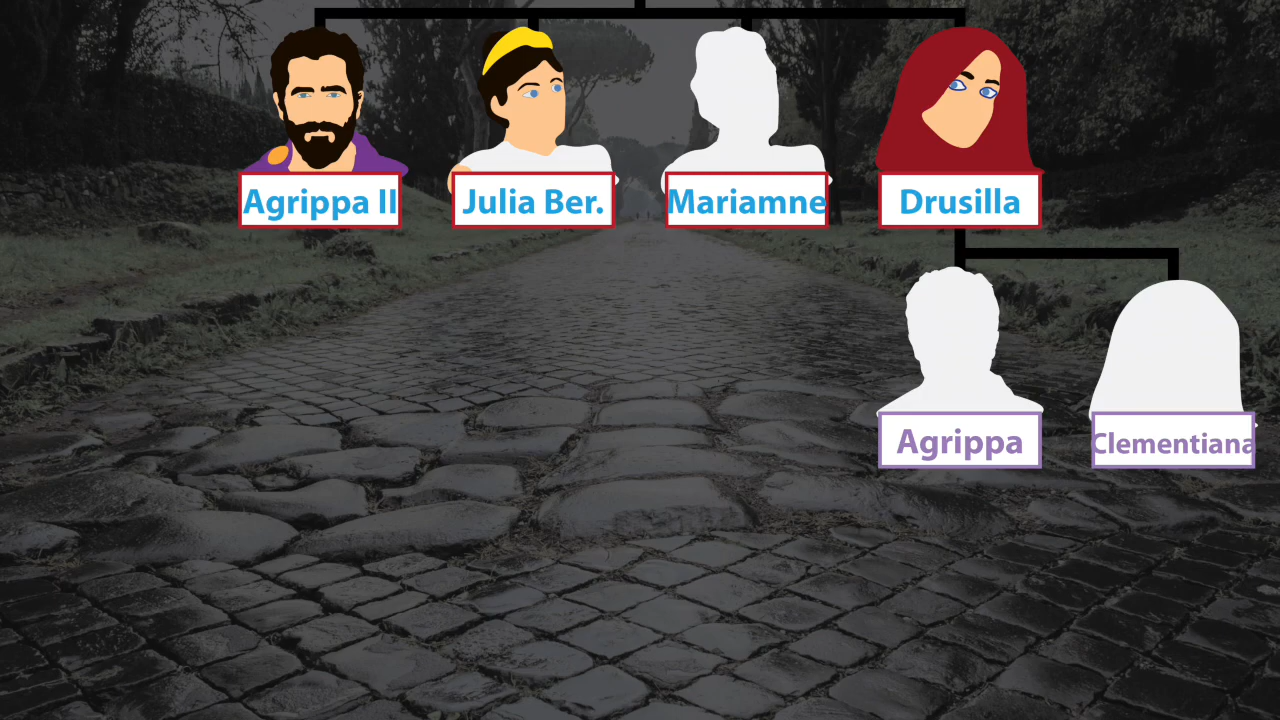 Agrippa II
Julia Ber.
Mariamne
Drusilla
Agrippa
Clementiana